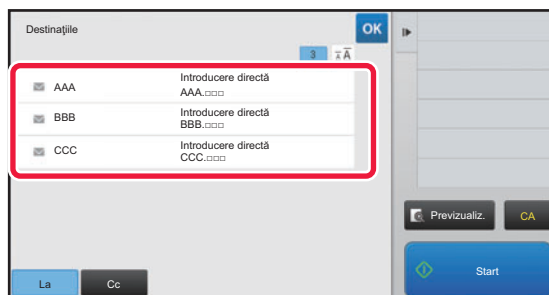 Destinațiile
OK
3
AAA Introducere directă
AAA.□□□
BBB Introducere directă
BBB.□□□
CCC Introducere directă
CCC.□□□
Previzualiz.
CA
La
Cc
Start